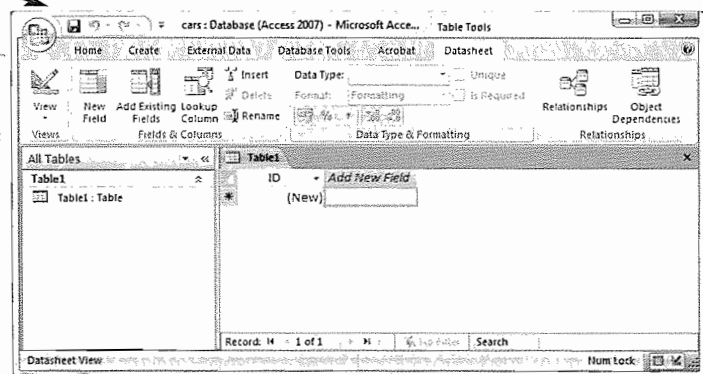 cars : Database (Access 2007) - Microsoft Acce... Table Tools
Home Create External Data Database Tools Acrobat Datasheet
View New Field Add Existing Fields Lookup Column
Insert
Delete
Rename
Data Type:
Format: Formatting
Unique
Is Required
Relationships Object Dependencies
Views Fields & Columns Data Type & Formatting Relationships
All Tables
Table1
Table1 : Table
Table1
ID Add New Field
(New)
Record: 1 of 1 No Filter Search
Datasheet View Num Lock